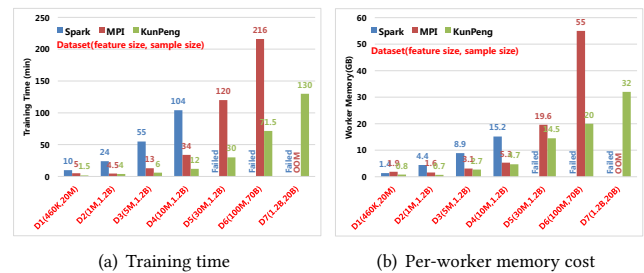 Spark MPI KunPeng
Dataset(feature size, sample size)
Training Time (min)
250
200
150
100
50
0
10 5 1.5
24 4.5 4
55 13 6
104 34 12
Failed 120 30
Failed 216 71.5
Failed OOM 130
D1(460K,20M)
D2(1M,1.2B)
D3(5M,1.2B)
D4(10M,1.2B)
D5(30M,1.2B)
D6(100M,70B)
D7(1.2B,20B)
(a) Training time
Spark MPI KunPeng
Dataset(feature size, sample size)
Worker Memory(GB)
60
50
40
30
20
10
0
1.4 1.9 0.8
4.4 1.6 0.7
8.9 3.1 2.7
15.2 5.3 4.7
Failed 19.6 14.5
Failed 55 20
Failed OOM 32
D1(460K,20M)
D2(1M,1.2B)
D3(5M,1.2B)
D4(10M,1.2B)
D5(30M,1.2B)
D6(100M,70B)
D7(1.2B,20B)
(b) Per-worker memory cost